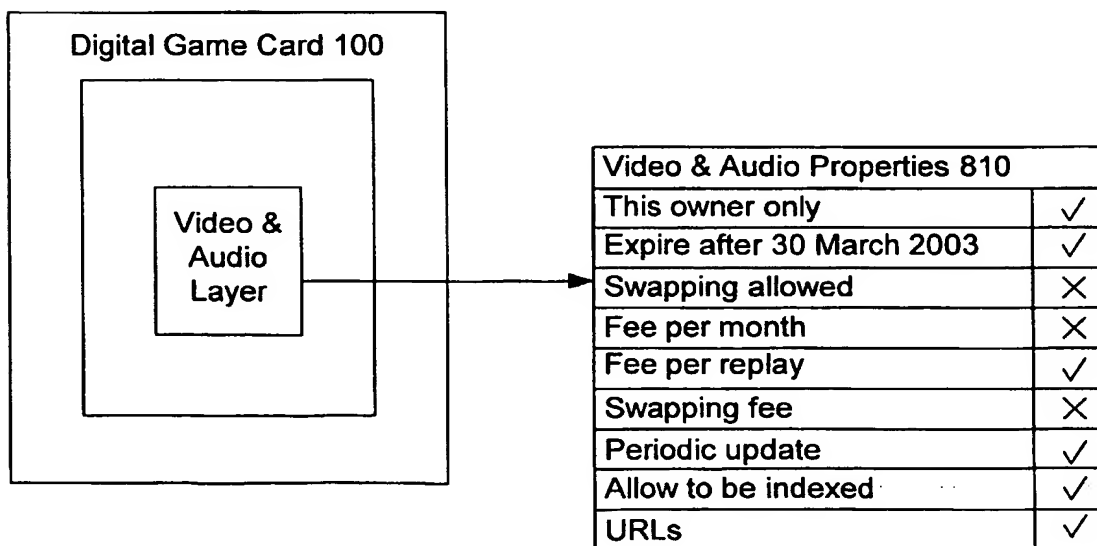 Digital Game Card 100
Video &
Audio
Layer
Video & Audio Properties 810
This owner only ✓
Expire after 30 March 2003 ✓
Swapping allowed ✕
Fee per month ✕
Fee per replay ✓
Swapping fee ✕
Periodic update ✓
Allow to be indexed ✓
URLs ✓